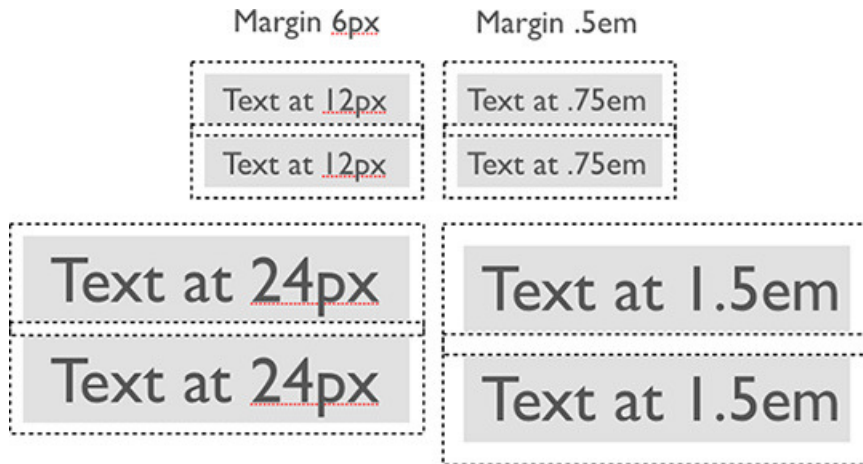 Margin 6px Margin .5em
Text at 12px Text at .75em
Text at 12px Text at .75em
Text at 24px Text at 1.5em
Text at 24px Text at 1.5em